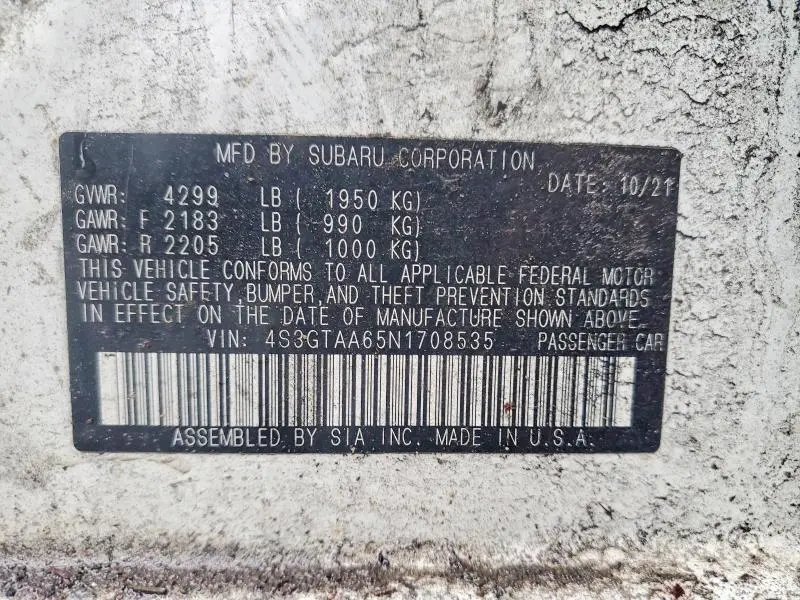 MFD BY SUBARU CORPORATION
DATE: 10/21
GVWR: 4299 LB ( 1950 KG)
GAWR: F 2183 LB ( 990 KG)
GAWR: R 2205 LB ( 1000 KG)
THIS VEHICLE CONFORMS TO ALL APPLICABLE FEDERAL MOTOR
VEHICLE SAFETY, BUMPER, AND THEFT PREVENTION STANDARDS
IN EFFECT ON THE DATE OF MANUFACTURE SHOWN ABOVE.
VIN: 4S3GTAA65N1708535 PASSENGER CAR
ASSEMBLED BY SIA INC. MADE IN U.S.A.